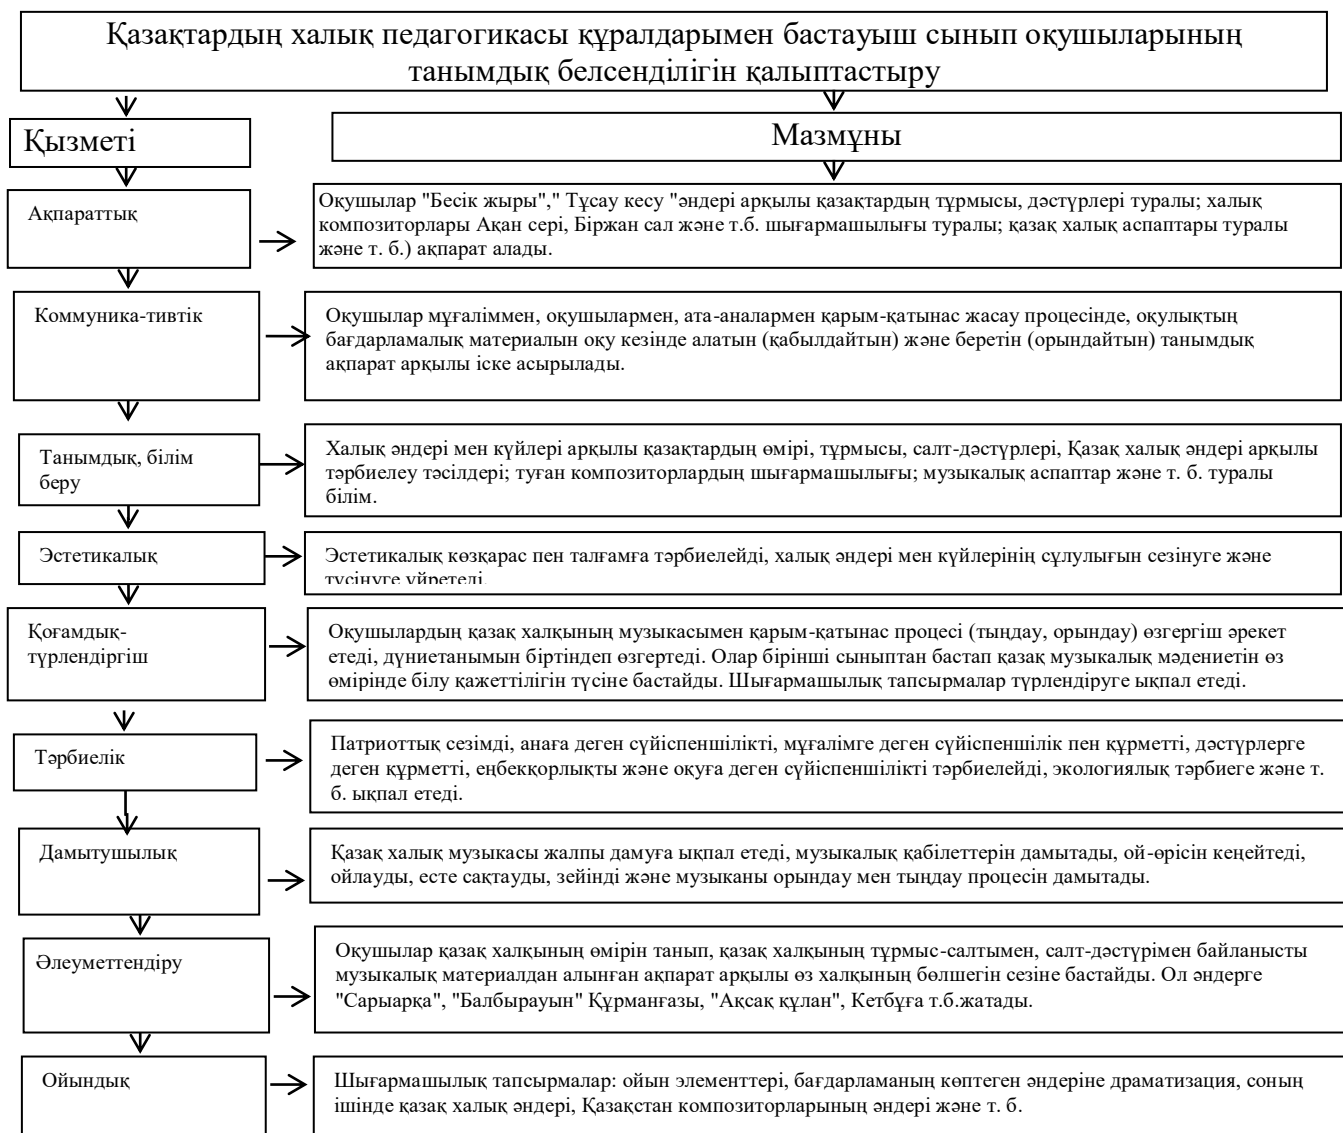 Қазақтардың халық педагогикасы құралдарымен бастауыш сынып оқушыларының
танымдық белсенділігін қалыптастыру
Қызметі
Мазмұны
Ақпараттық
Оқушылар "Бесік жыры"," Тұсау кесу "әндері арқылы қазақтардың тұрмысы, дәстүрлері туралы; халық
композиторлары Ақан сері, Біржан сал және т.б. шығармашылығы туралы; қазақ халық аспаптары туралы
және т. б.) ақпарат алады.
Коммуника-тивтік
Оқушылар мұғаліммен, оқушылармен, ата-аналармен қарым-қатынас жасау процесінде, оқулықтың
бағдарламалық материалын оқу кезінде алатын (қабылдайтын) және беретін (орындайтын) танымдық
ақпарат арқылы іске асырылады.
Танымдық, білім
беру
Халық әндері мен күйлері арқылы қазақтардың өмірі, тұрмысы, салт-дәстүрлері, Қазақ халық әндері арқылы
тәрбиелеу тәсілдері; туған композиторлардың шығармашылығы; музыкалық аспаптар және т. б. туралы
білім.
Эстетикалық
Эстетикалық көзқарас пен талғамға тәрбиелейді, халық әндері мен күйлерінің сұлулығын сезінуге және
түсінуге үйретеді.
Қоғамдық-
түрлендіргіш
Оқушылардың қазақ халқының музыкасымен қарым-қатынас процесі (тыңдау, орындау) өзгергіш әрекет
етеді, дүниетанымын біртіндеп өзгертеді. Олар бірінші сыныптан бастап қазақ музыкалық мәдениетін өз
өмірінде білу қажеттілігін түсіне бастайды. Шығармашылық тапсырмалар түрлендіруге ықпал етеді.
Тәрбиелік
Патриоттық сезімді, анаға деген сүйіспеншілікті, мұғалімге деген сүйіспеншілік пен құрметті, дәстүрлерге
деген құрметті, еңбекқорлықты және оқуға деген сүйіспеншілікті тәрбиелейді, экологиялық тәрбиеге және т.
б. ықпал етеді.
Дамытушылық
Қазақ халық музыкасы жалпы дамуға ықпал етеді, музыкалық қабілеттерін дамытады, ой-өрісін кеңейтеді,
ойлауды, есте сақтауды, зейінді және музыканы орындау мен тыңдау процесін дамытады.
Әлеуметтендіру
Оқушылар қазақ халқының өмірін танып, қазақ халқының тұрмыс-салтымен, салт-дәстүрімен байланысты
музыкалық материалдан алынған ақпарат арқылы өз халқының бөлшегін сезіне бастайды. Ол әндерге
"Сарыарқа", "Балбырауын" Құрманғазы, "Ақсақ құлан", Кетбұға т.б.жатады.
Ойындық
Шығармашылық тапсырмалар: ойын элементтері, бағдарламаның көптеген әндеріне драматизация, соның
ішінде қазақ халық әндері, Қазақстан композиторларының әндері және т. б.